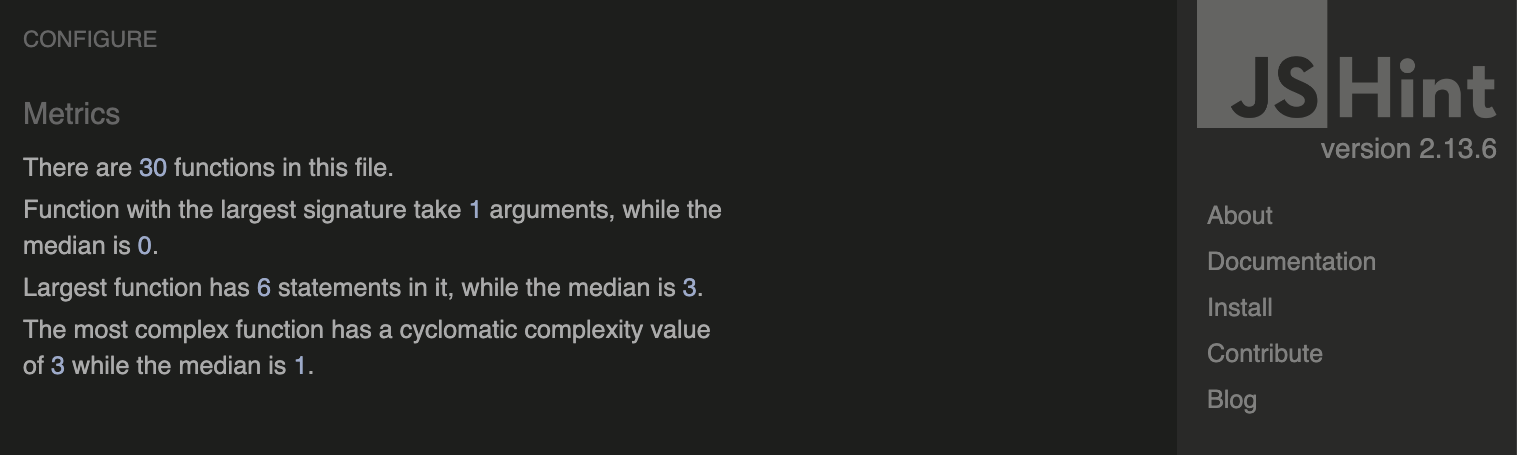 CONFIGURE
Metrics
There are 30 functions in this file.
Function with the largest signature take 1 arguments, while the
median is 0.
Largest function has 6 statements in it, while the median is 3.
The most complex function has a cyclomatic complexity value
of 3 while the median is 1.
JSHint
version 2.13.6
About
Documentation
Install
Contribute
Blog